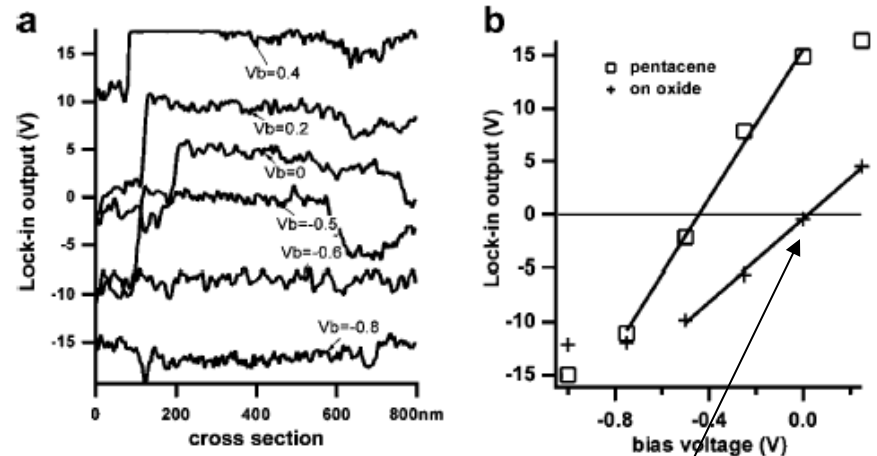 a
Lock-in output (V)
15
10
5
0
-5
-10
-15
Vb=0.4
Vb=0.2
Vb=0
Vb=-0.5
Vb=-0.6
Vb=-0.8
0
200
400
600
800nm
cross section
b
Lock-in output (V)
15
10
5
0
-5
-10
-15
pentacene
on oxide
-0.8
-0.4
0.0
bias voltage (V)